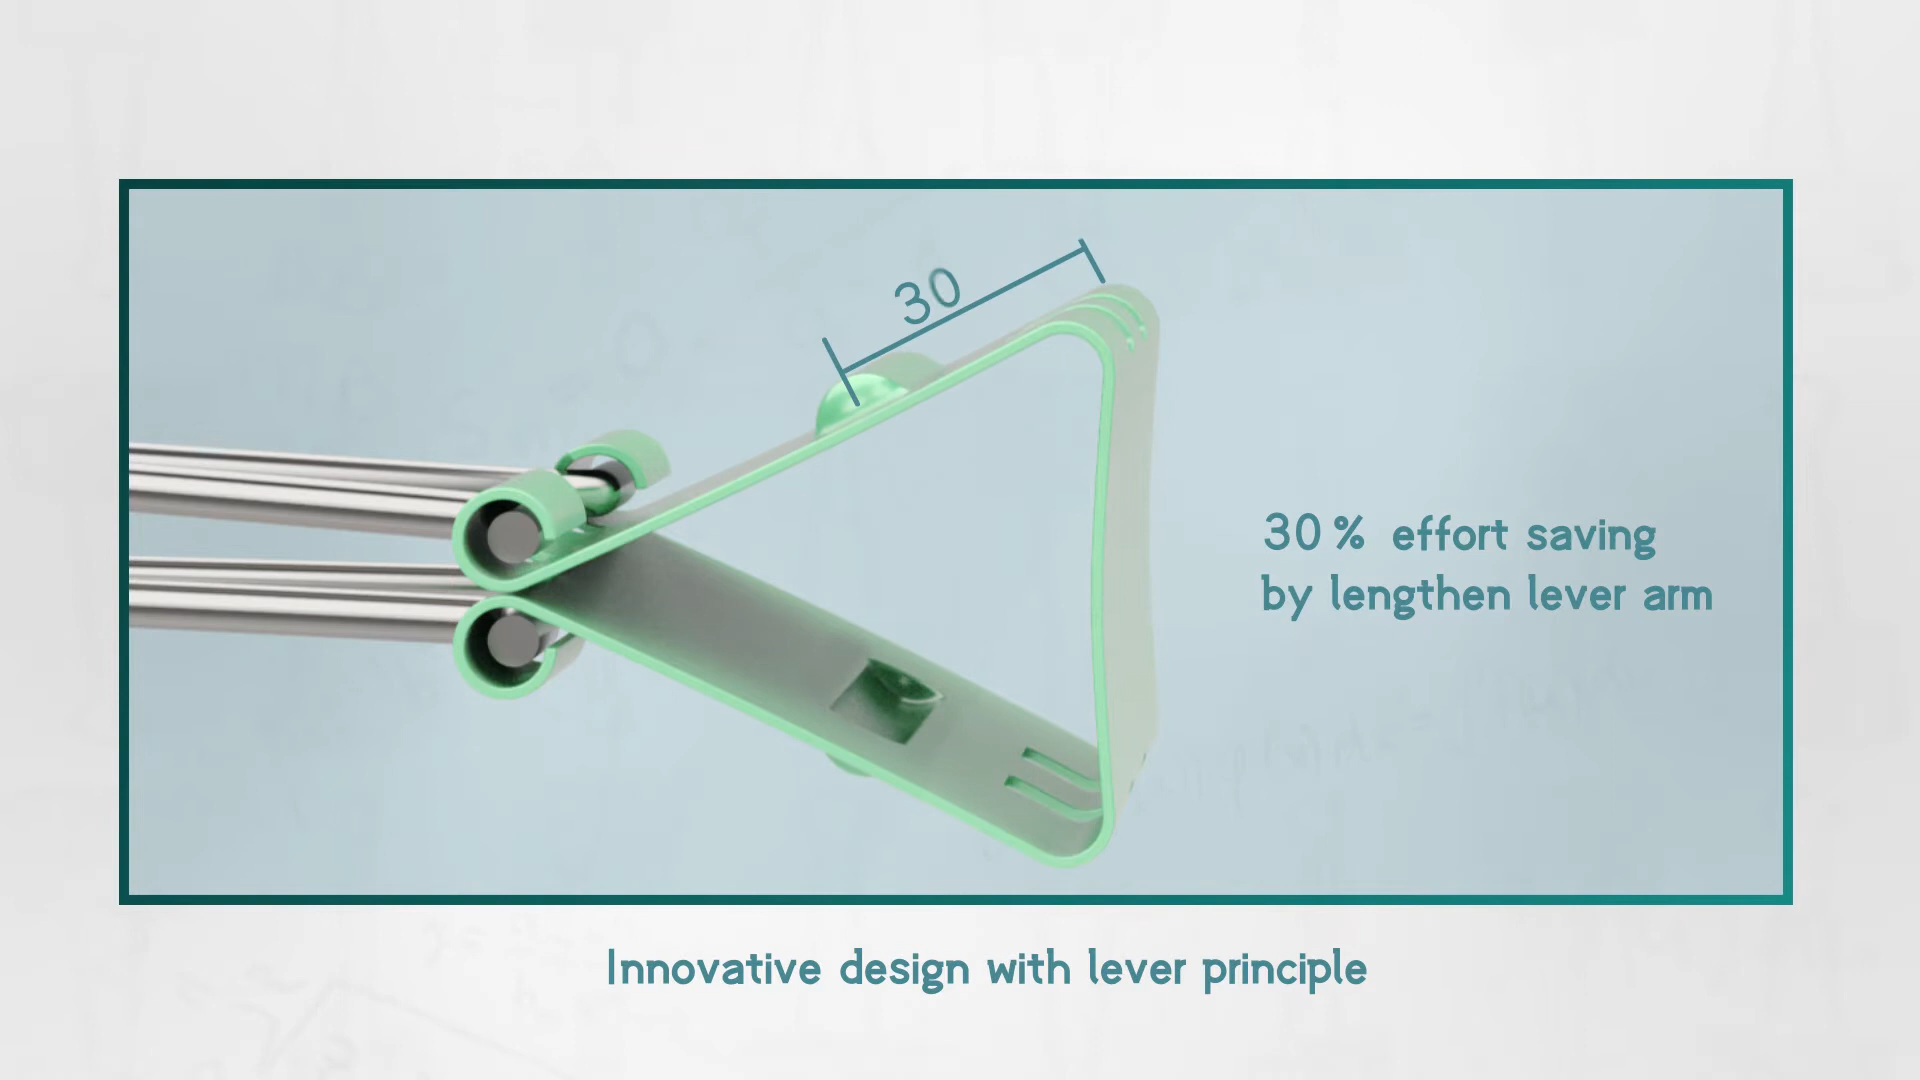 30
30% effort saving
by lengthen lever arm
Innovative design with lever principle